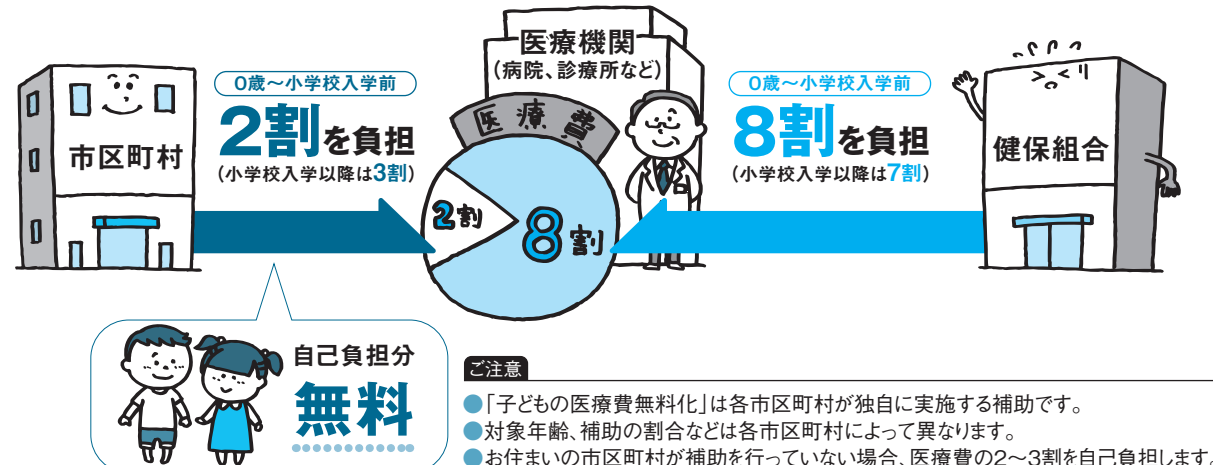 医療機関
(病院、診療所など)
0歳～小学校入学前
2割を負担
(小学校入学以降は3割)
市区町村
医療費
2割
8割
0歳～小学校入学前
8割を負担
(小学校入学以降は7割)
健保組合
自己負担分
無料
ご注意
●「子どもの医療費無料化」は各市区町村が独自に実施する補助です。
●対象年齢、補助の割合などは各市区町村によって異なります。
●お住まいの市区町村が補助を行っていない場合、医療費の2～3割を自己負担します。